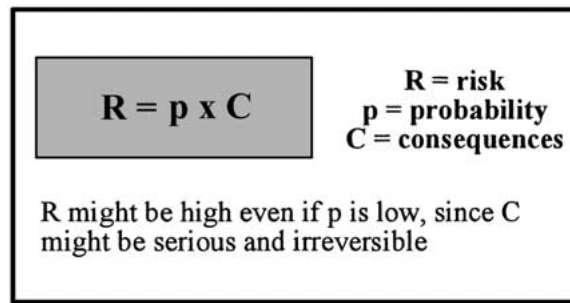 R = p x C
R = risk
p = probability
C = consequences
R might be high even if p is low, since C
might be serious and irreversible